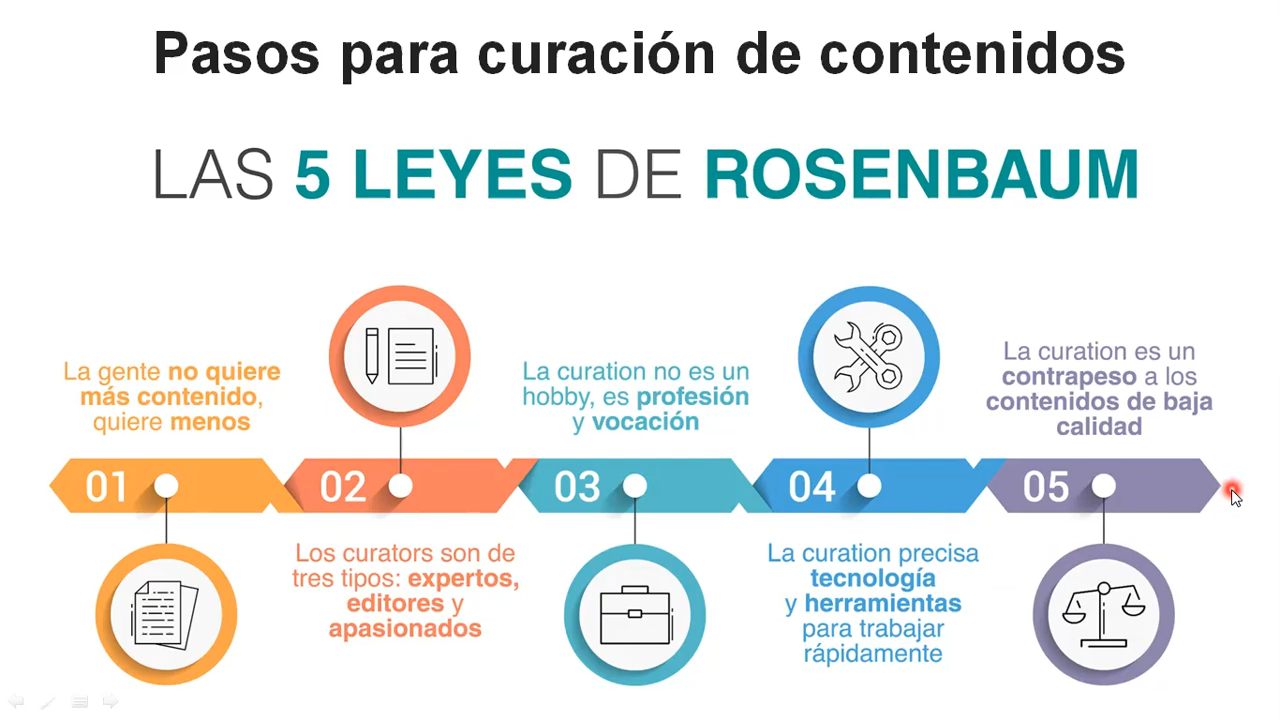 Pasos para curación de contenidos
LAS 5 LEYES DE ROSENBAUM
La gente no quiere
más contenido,
quiere menos
01
02
Los curators son de
tres tipos: expertos,
editores y
apasionados
La curation no es un
hobby, es profesión
y vocación
03
04
La curation precisa
tecnología
y herramientas
para trabajar
rápidamente
La curation es un
contrapeso a los
contenidos de baja
calidad
05